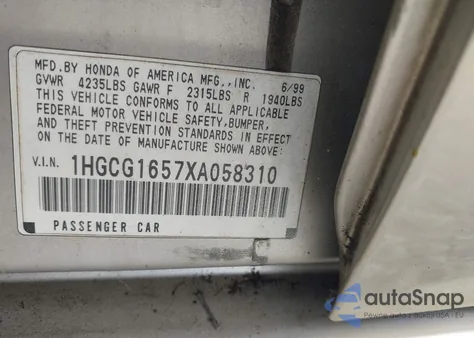 MFD. BY HONDA OF AMERICA MFG., INC. 6/99
GVWR 4235LBS GAWR F 2315LBS R 1940LBS
THIS VEHICLE CONFORMS TO ALL APPLICABLE
FEDERAL MOTOR VEHICLE SAFETY, BUMPER,
AND THEFT PREVENTION STANDARDS IN EFFECT
ON THE DATE OF MANUFACTURE SHOWN ABOVE:
V.I.N. 1HGCG1657XA058310
PASSENGER CAR
autoSnap